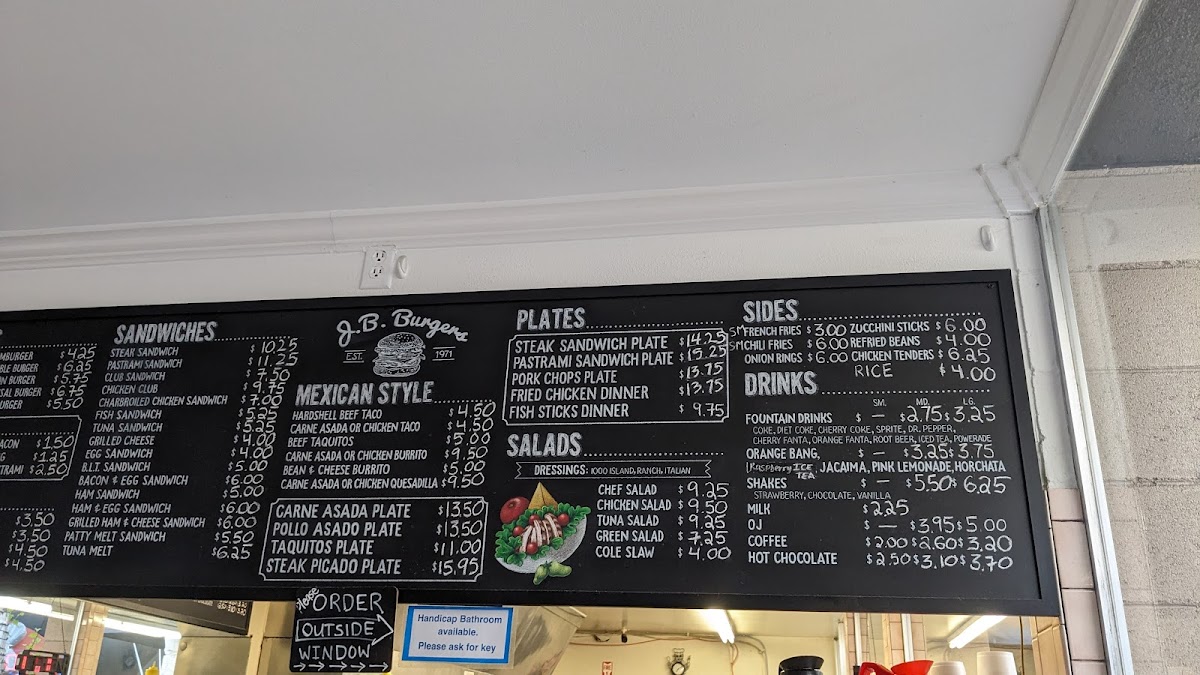 MBURGER $4.25
BLE BURGER $6.25
N BURGER $5.75
SAL BURGER $6.75
URGER $5.50
ACON $1.50
G $1.25
TRAMI $2.50
$3.50
$3.50
$4.50
$4.50
SANDWICHES
STEAK SANDWICH $10.25
PASTRAMI SANDWICH $11.25
CLUB SANDWICH $7.50
CHICKEN CLUB $9.75
CHARBROILED CHICKEN SANDWICH $7.00
FISH SANDWICH $5.25
TUNA SANDWICH $5.25
GRILLED CHEESE $4.00
EGG SANDWICH $4.00
B.L.T. SANDWICH $5.00
BACON & EGG SANDWICH $6.00
HAM SANDWICH $5.00
HAM & EGG SANDWICH $6.00
GRILLED HAM & CHEESE SANDWICH $6.00
PATTY MELT SANDWICH $5.50
TUNA MELT $6.25
J.B. Burgers
EST. 1971
MEXICAN STYLE
HARDSHELL BEEF TACO $4.50
CARNE ASADA OR CHICKEN TACO $4.50
BEEF TAQUITOS $5.00
CARNE ASADA OR CHICKEN BURRITO $9.50
BEAN & CHEESE BURRITO $5.00
CARNE ASADA OR CHICKEN QUESADILLA $9.50
CARNE ASADA PLATE $13.50
POLLO ASADO PLATE $13.50
TAQUITOS PLATE $11.00
STEAK PICADO PLATE $15.95
PLATES
STEAK SANDWICH PLATE $14.25
PASTRAMI SANDWICH PLATE $15.25
PORK CHOPS PLATE $13.75
FRIED CHICKEN DINNER $13.75
FISH STICKS DINNER $9.75
SALADS
DRESSINGS: 1000 ISLAND, RANCH, ITALIAN
CHEF SALAD $9.25
CHICKEN SALAD $9.50
TUNA SALAD $9.25
GREEN SALAD $7.25
COLE SLAW $4.00
SIDES
SM FRENCH FRIES $3.00 ZUCCHINI STICKS $6.00
SM CHILI FRIES $6.00 REFRIED BEANS $4.00
ONION RINGS $6.00 CHICKEN TENDERS $6.25
RICE $4.00
DRINKS
SM. MD. LG.
FOUNTAIN DRINKS $ — $2.75 $3.25
COKE, DIET COKE, CHERRY COKE, SPRITE, DR. PEPPER,
CHERRY FANTA, ORANGE FANTA, ROOT BEER, ICED TEA, POWERADE
ORANGE BANG, $ — $3.25 $3.75
Raspberry ICE TEA, JACAIMA, PINK LEMONADE, HORCHATA
SHAKES $ — $5.50 $6.25
STRAWBERRY, CHOCOLATE, VANILLA
MILK $2.25
OJ $ — $3.95 $5.00
COFFEE $2.00 $2.60 $3.20
HOT CHOCOLATE $2.50 $3.10 $3.70
Please ORDER
OUTSIDE
WINDOW
Handicap Bathroom
available.
Please ask for key